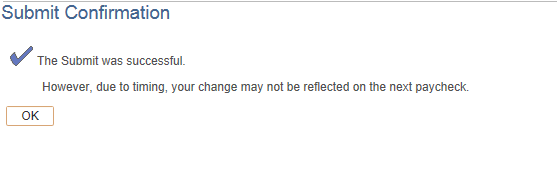 Submit Confirmation
The Submit was successful.
However, due to timing, your change may not be reflected on the next paycheck.
OK